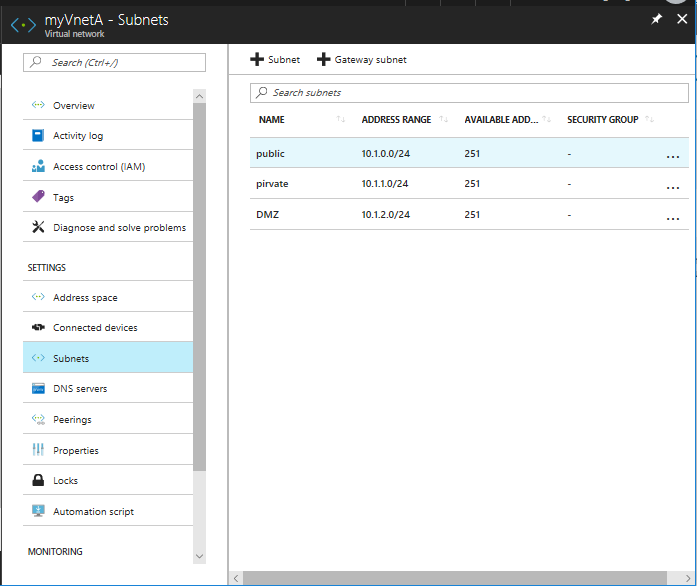 myVnetA - Subnets
Virtual network
Search (Ctrl+/)
Overview
Activity log
Access control (IAM)
Tags
Diagnose and solve problems
SETTINGS
Address space
Connected devices
Subnets
DNS servers
Peerings
Properties
Locks
Automation script
MONITORING
Subnet Gateway subnet
Search subnets
NAME ADDRESS RANGE AVAILABLE ADD... SECURITY GROUP
public 10.1.0.0/24 251 - ...
pirvate 10.1.1.0/24 251 - ...
DMZ 10.1.2.0/24 251 - ...